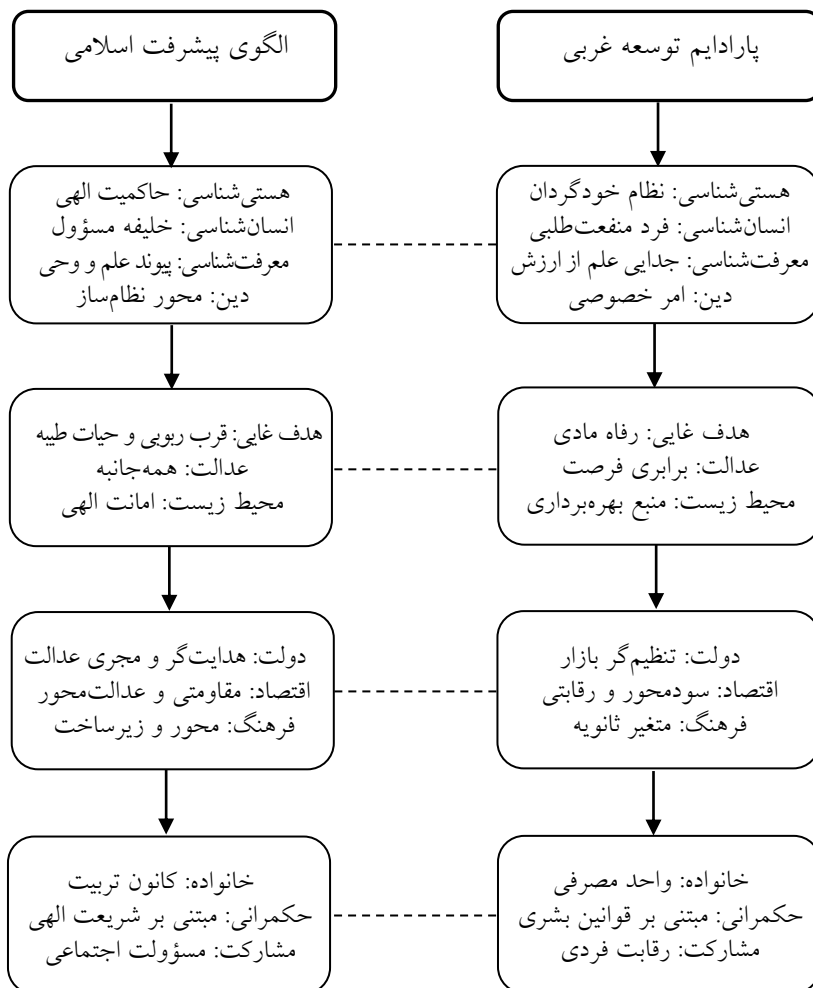 پارادایم توسعه غربی
الگوی پیشرفت اسلامی
هستی‌شناسی: نظام خودگردان
انسان‌شناسی: فرد منفعت‌طلبی
معرفت‌شناسی: جدایی علم از ارزش
دین: امر خصوصی
هستی‌شناسی: حاکمیت الهی
انسان‌شناسی: خلیفه مسؤول
معرفت‌شناسی: پیوند علم و وحی
دین: محور نظام‌ساز
هدف غایی: رفاه مادی
عدالت: برابری فرصت
محیط زیست: منبع بهره‌برداری
هدف غایی: قرب ربوبی و حیات طیبه
عدالت: همه‌جانبه
محیط زیست: امانت الهی
دولت: تنظیم‌گر بازار
اقتصاد: سودمحور و رقابتی
فرهنگ: متغیر ثانویه
دولت: هدایت‌گر و مجری عدالت
اقتصاد: مقاومتی و عدالت‌محور
فرهنگ: محور و زیرساخت
خانواده: واحد مصرفی
حکمرانی: مبتنی بر قوانین بشری
مشارکت: رقابت فردی
خانواده: کانون تربیت
حکمرانی: مبتنی بر شریعت الهی
مشارکت: مسؤولت اجتماعی